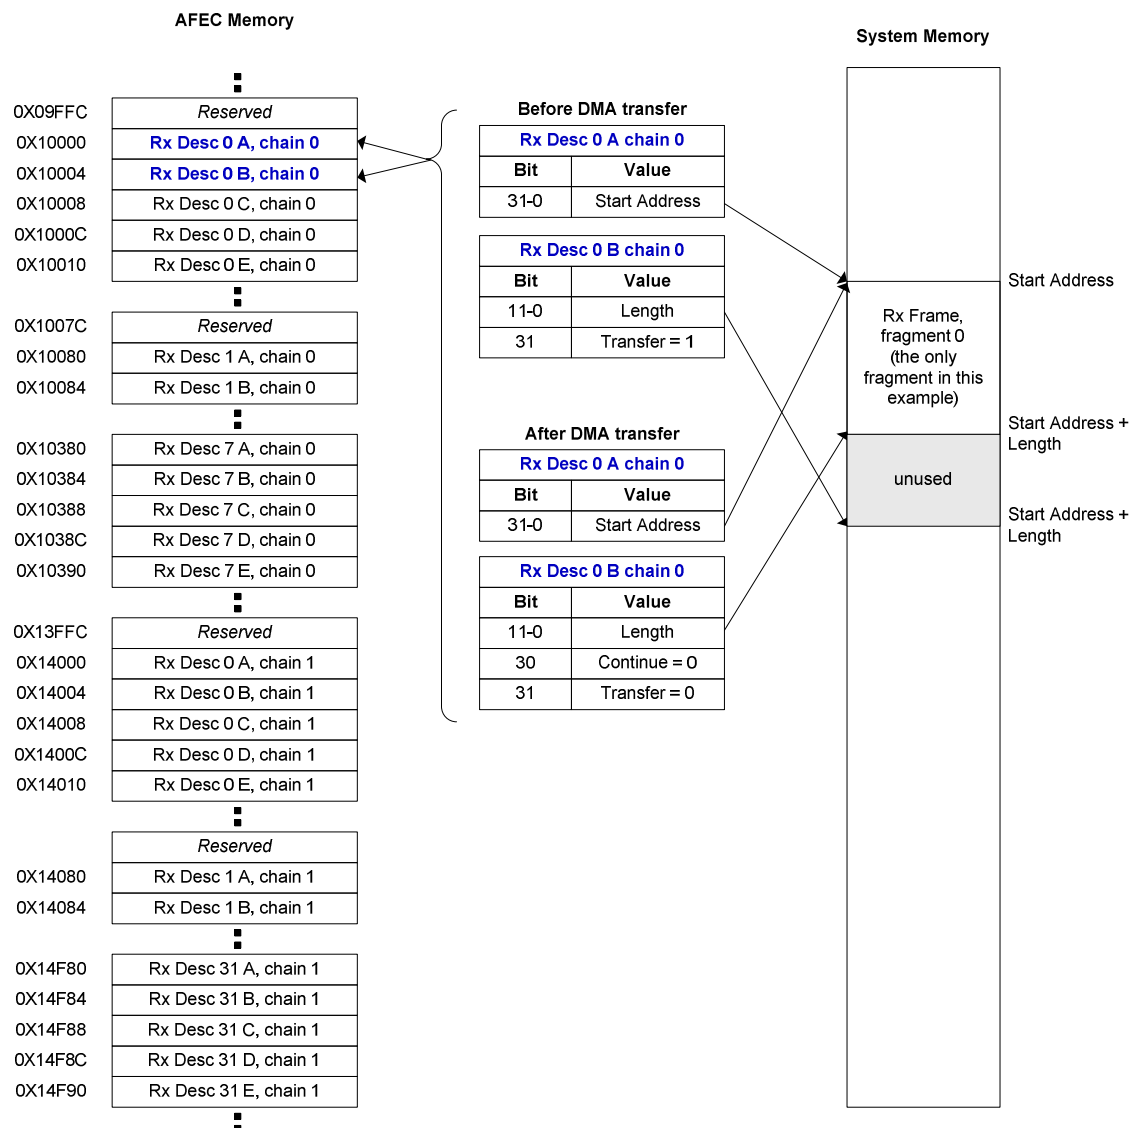 AFEC Memory
System Memory
0X09FFC Reserved
0X10000 Rx Desc 0 A, chain 0
0X10004 Rx Desc 0 B, chain 0
0X10008 Rx Desc 0 C, chain 0
0X1000C Rx Desc 0 D, chain 0
0X10010 Rx Desc 0 E, chain 0
0X1007C Reserved
0X10080 Rx Desc 1 A, chain 0
0X10084 Rx Desc 1 B, chain 0
0X10380 Rx Desc 7 A, chain 0
0X10384 Rx Desc 7 B, chain 0
0X10388 Rx Desc 7 C, chain 0
0X1038C Rx Desc 7 D, chain 0
0X10390 Rx Desc 7 E, chain 0
0X13FFC Reserved
0X14000 Rx Desc 0 A, chain 1
0X14004 Rx Desc 0 B, chain 1
0X14008 Rx Desc 0 C, chain 1
0X1400C Rx Desc 0 D, chain 1
0X14010 Rx Desc 0 E, chain 1
Reserved
0X14080 Rx Desc 1 A, chain 1
0X14084 Rx Desc 1 B, chain 1
0X14F80 Rx Desc 31 A, chain 1
0X14F84 Rx Desc 31 B, chain 1
0X14F88 Rx Desc 31 C, chain 1
0X14F8C Rx Desc 31 D, chain 1
0X14F90 Rx Desc 31 E, chain 1
Before DMA transfer
Rx Desc 0 A chain 0
Bit Value
31-0 Start Address
Rx Desc 0 B chain 0
Bit Value
11-0 Length
31 Transfer = 1
After DMA transfer
Rx Desc 0 A chain 0
Bit Value
31-0 Start Address
Rx Desc 0 B chain 0
Bit Value
11-0 Length
30 Continue = 0
31 Transfer = 0
Rx Frame,
fragment 0
(the only
fragment in this
example)
unused
Start Address
Start Address +
Length
Start Address +
Length